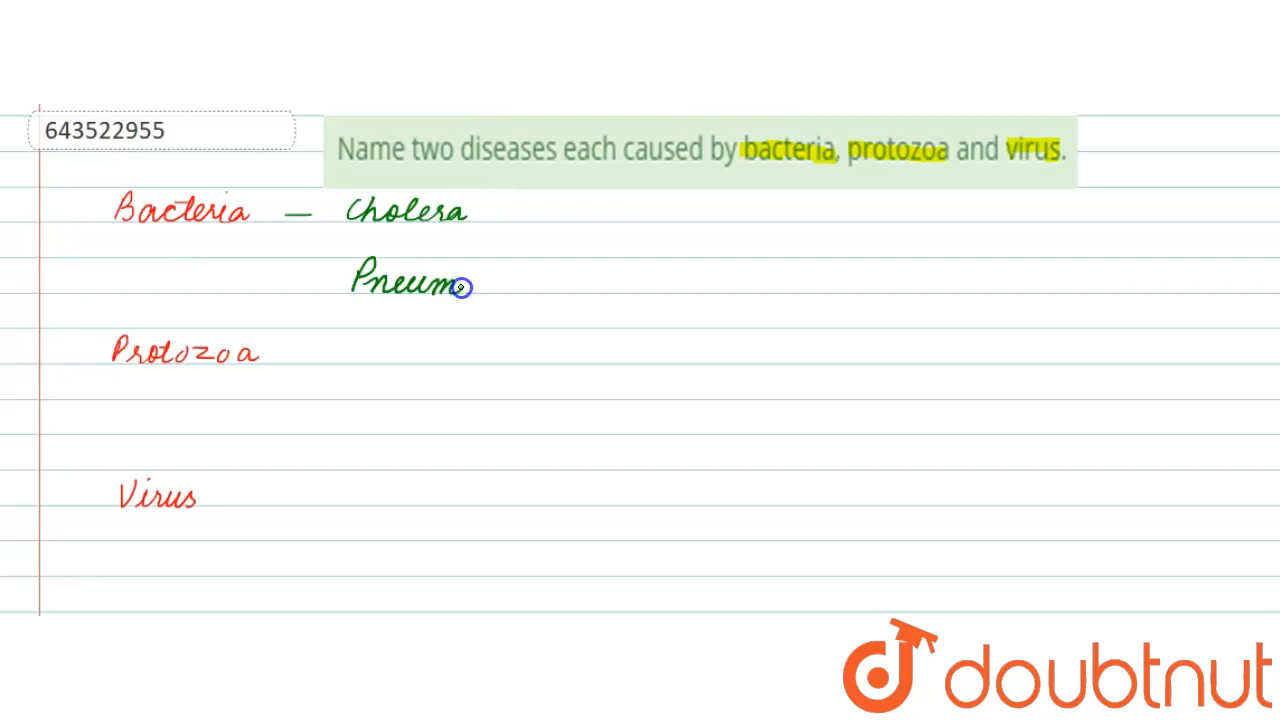 643522955
Name two diseases each caused by bacteria, protozoa and virus.
Bacteria — Cholera
Pneum
Protozoa
Virus
doubtnut